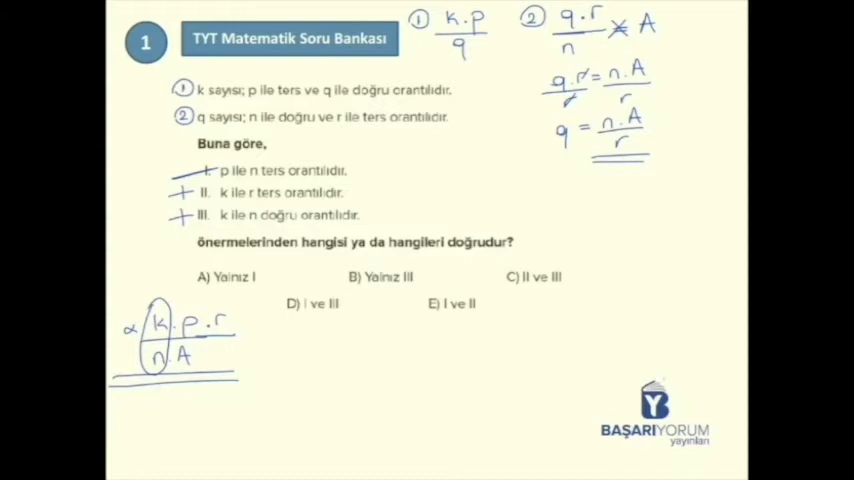 1 TYT Matematik Soru Bankası
① k.p / q
② q.r / n = A
q.r / r = n.A / r
q = n.A / r
① k sayısı; p ile ters ve q ile doğru orantılıdır.
② q sayısı; n ile doğru ve r ile ters orantılıdır.
Buna göre,
I. p ile n ters orantılıdır.
+ II. k ile r ters orantılıdır.
+ III. k ile n doğru orantılıdır.
önermelerinden hangisi ya da hangileri doğrudur?
A) Yalnız I B) Yalnız III C) II ve III
D) I ve III E) I ve II
k.p.r / n.A
BAŞARIYORUM
yayınları